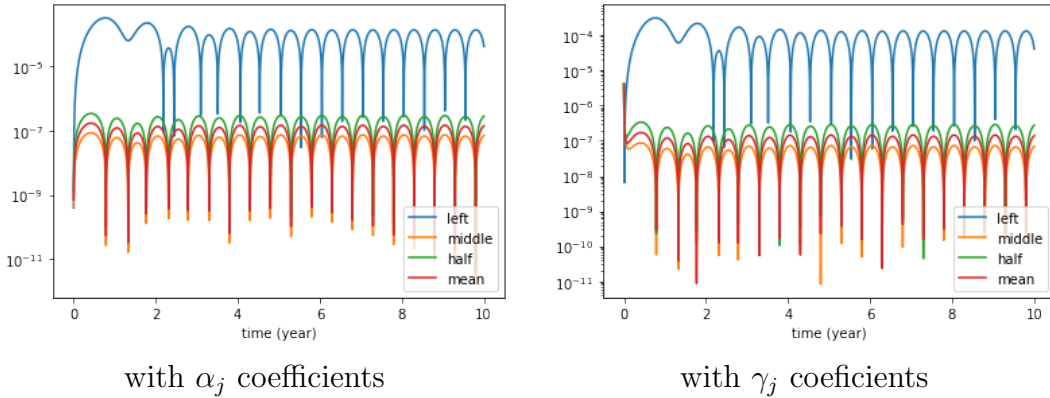 10⁻⁵
10⁻⁷
10⁻⁹
10⁻¹¹
left
middle
half
mean
0 2 4 6 8 10
time (year)
with αⱼ coefficients
10⁻⁴
10⁻⁵
10⁻⁶
10⁻⁷
10⁻⁸
10⁻⁹
10⁻¹⁰
10⁻¹¹
left
middle
half
mean
0 2 4 6 8 10
time (year)
with γⱼ coeficients